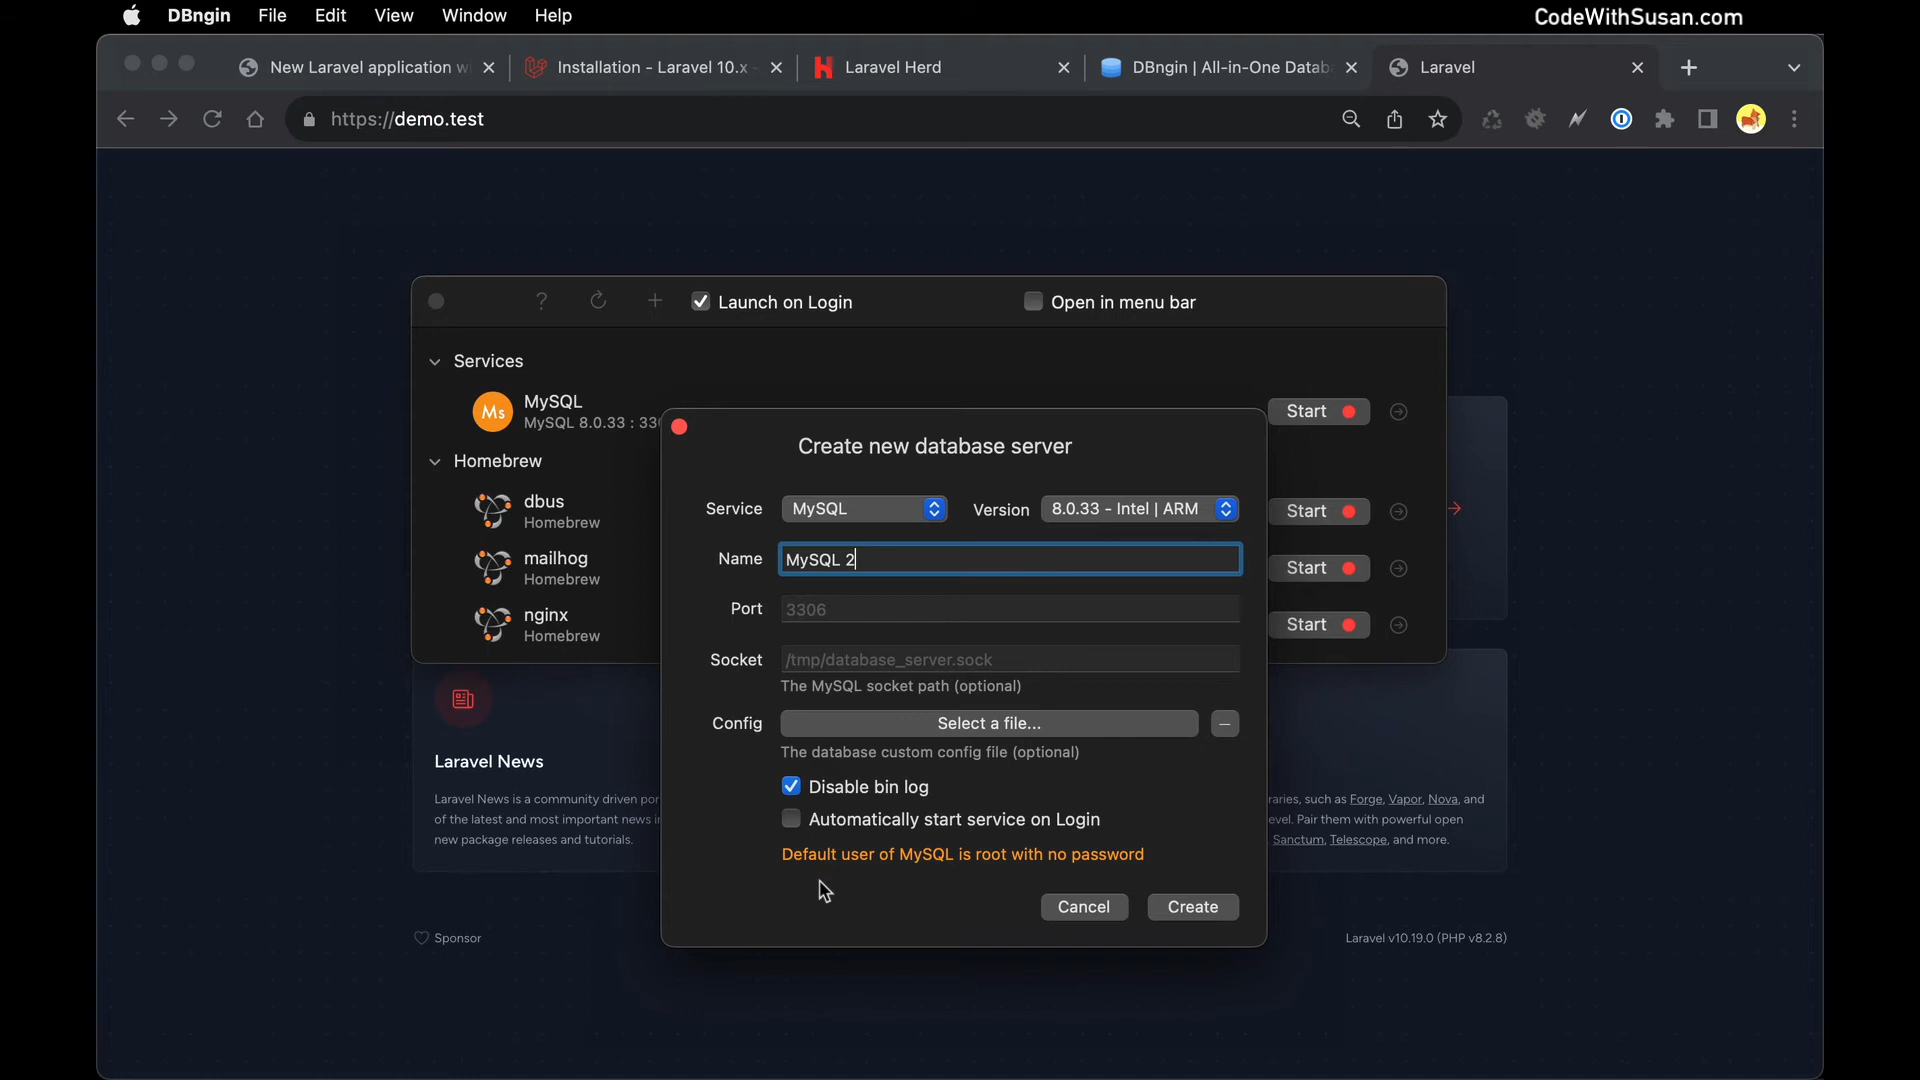 DBngin File Edit View Window Help
CodeWithSusan.com
New Laravel application w
Installation - Laravel 10.x -
Laravel Herd
DBngin | All-in-One Datab
Laravel
https://demo.test
Launch on Login
Open in menu bar
Services
Ms
MySQL
MySQL 8.0.33 : 330
Start
Homebrew
dbus
Homebrew
Start
mailhog
Homebrew
Start
nginx
Homebrew
Start
Create new database server
Service MySQL Version 8.0.33 - Intel | ARM
Name MySQL 2
Port 3306
Socket /tmp/database_server.sock
The MySQL socket path (optional)
Config Select a file...
The database custom config file (optional)
Disable bin log
Automatically start service on Login
Default user of MySQL is root with no password
Cancel Create
Laravel News
Laravel News is a community driven por
of the latest and most important news i
new package releases and tutorials.
raries, such as Forge, Vapor, Nova, and
evel. Pair them with powerful open
Sanctum, Telescope, and more.
Sponsor
Laravel v10.19.0 (PHP v8.2.8)